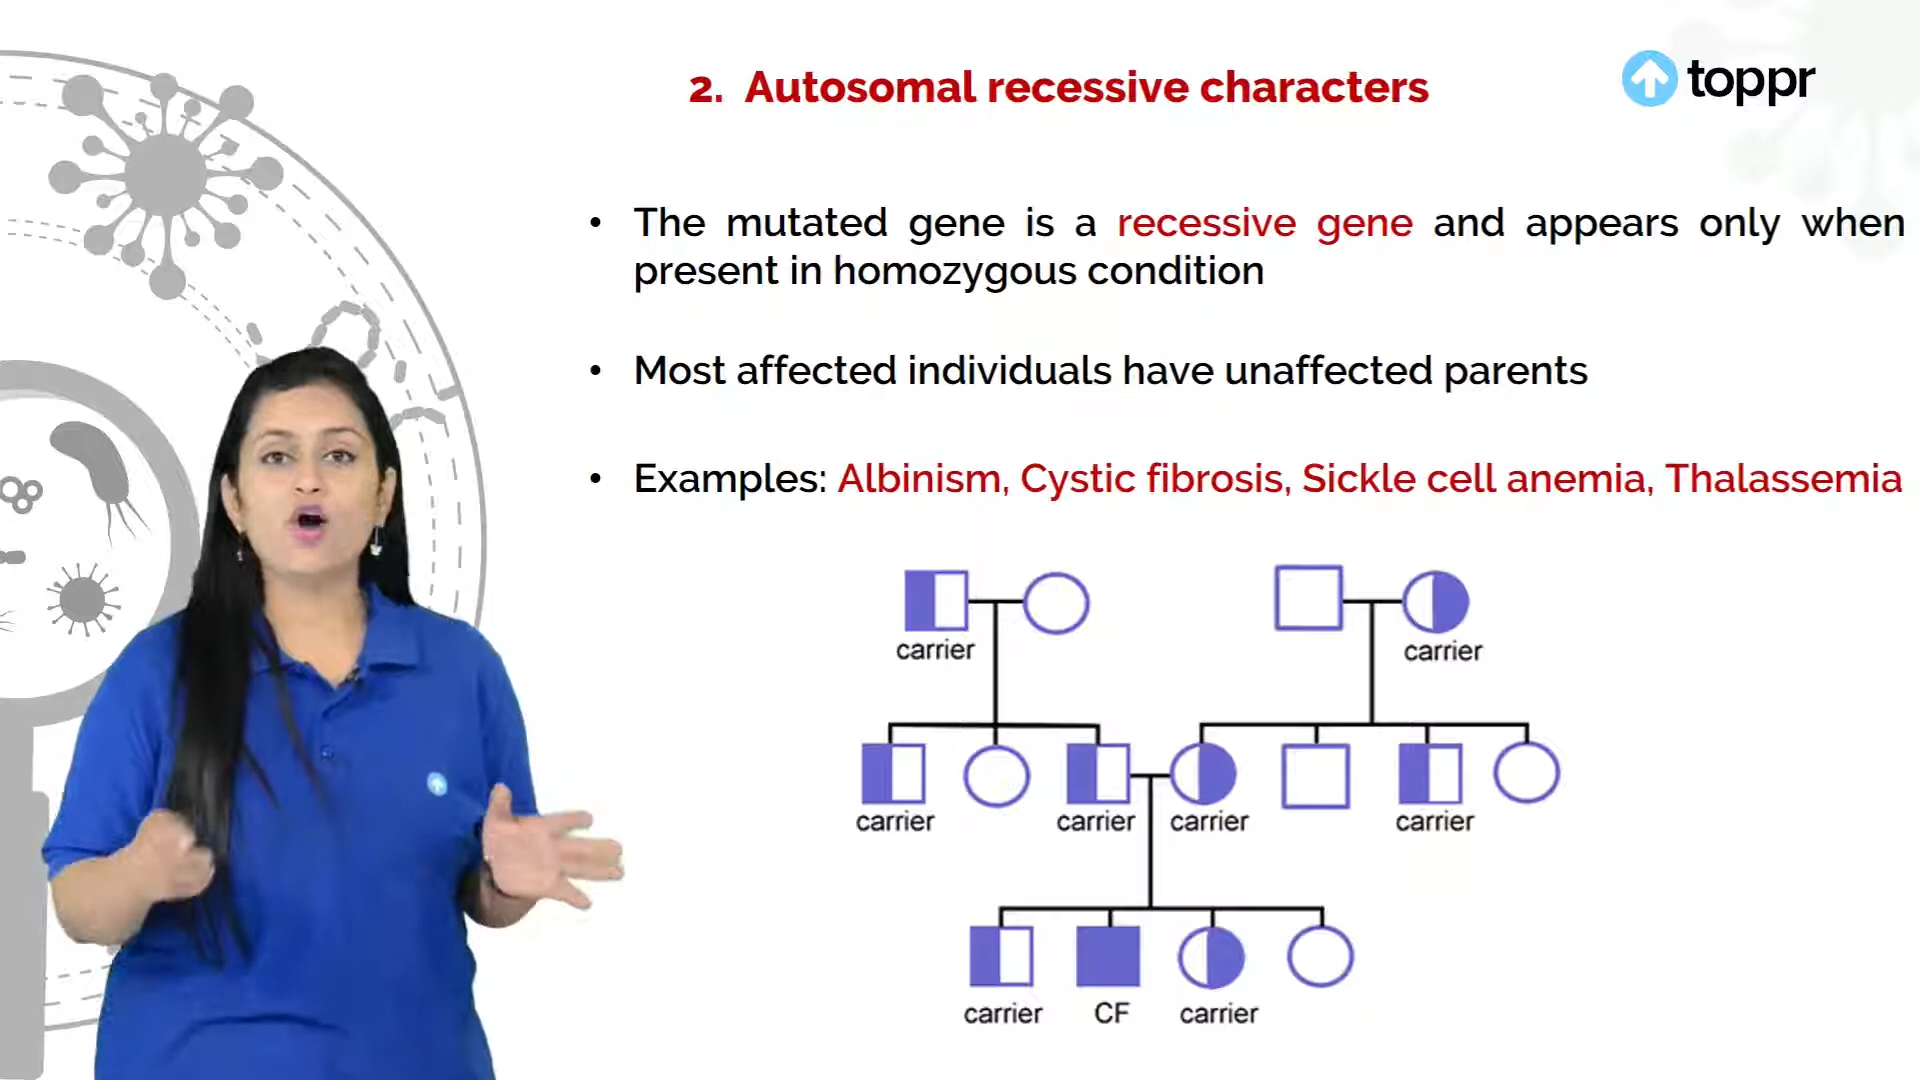 2. Autosomal recessive characters
toppr
• The mutated gene is a recessive gene and appears only when
present in homozygous condition
• Most affected individuals have unaffected parents
• Examples: Albinism, Cystic fibrosis, Sickle cell anemia, Thalassemia
carrier
carrier
carrier
carrier
carrier
carrier
carrier
CF
carrier